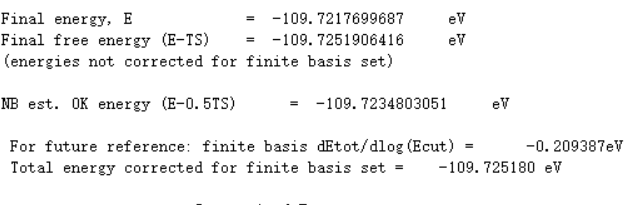 Final energy, E = -109.7217699687 eV
Final free energy (E-TS) = -109.7251906416 eV
(energies not corrected for finite basis set)
NB est. 0K energy (E-0.5TS) = -109.7234803051 eV
For future reference: finite basis dEtot/dlog(Ecut) = -0.209387eV
Total energy corrected for finite basis set = -109.725180 eV